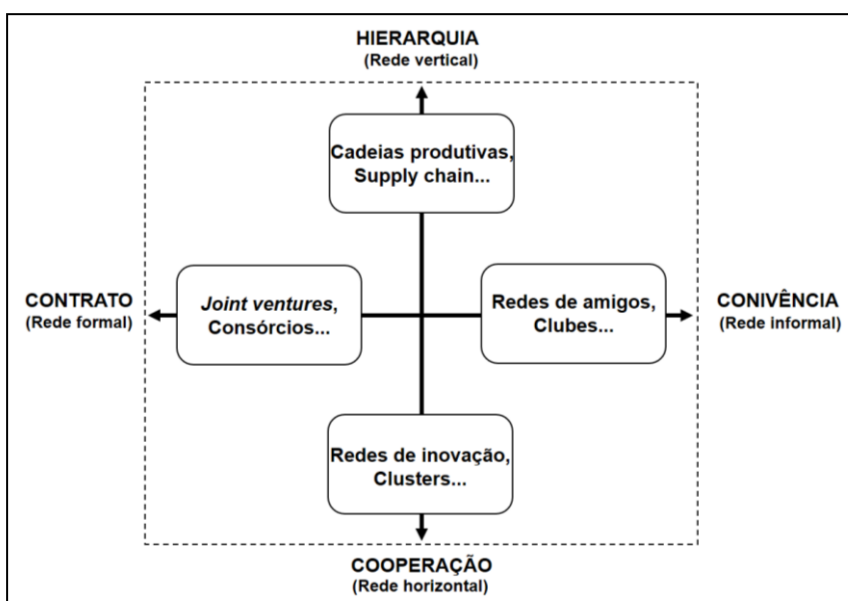 HIERARQUIA
(Rede vertical)
Cadeias produtivas,
Supply chain...
CONTRATO
(Rede formal)
Joint ventures,
Consórcios...
Redes de amigos,
Clubes...
CONIVÊNCIA
(Rede informal)
Redes de inovação,
Clusters...
COOPERAÇÃO
(Rede horizontal)